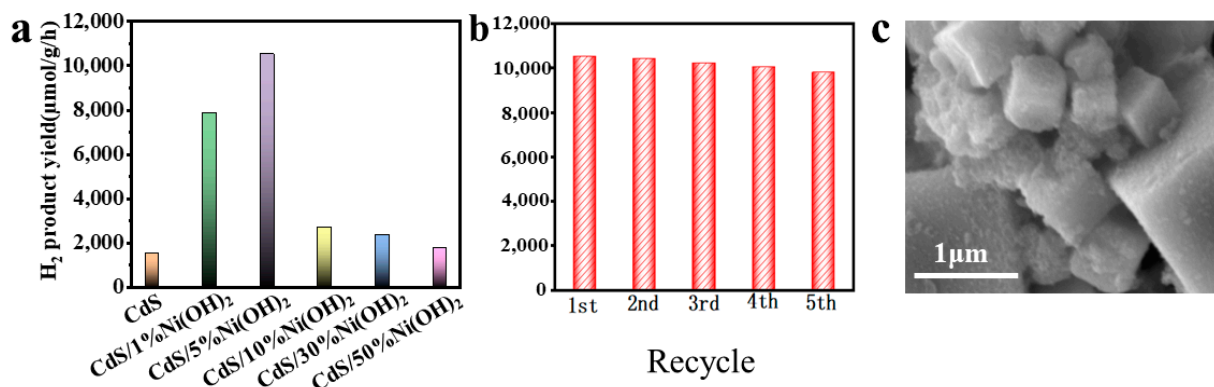 a
H2 product yield(μmol/g/h)
12,000
10,000
8,000
6,000
4,000
2,000
0
CdS
CdS/1%Ni(OH)2
CdS/5%Ni(OH)2
CdS/10%Ni(OH)2
CdS/30%Ni(OH)2
CdS/50%Ni(OH)2
b
12,000
10,000
8,000
6,000
4,000
2,000
0
1st 2nd 3rd 4th 5th
Recycle
c
1μm